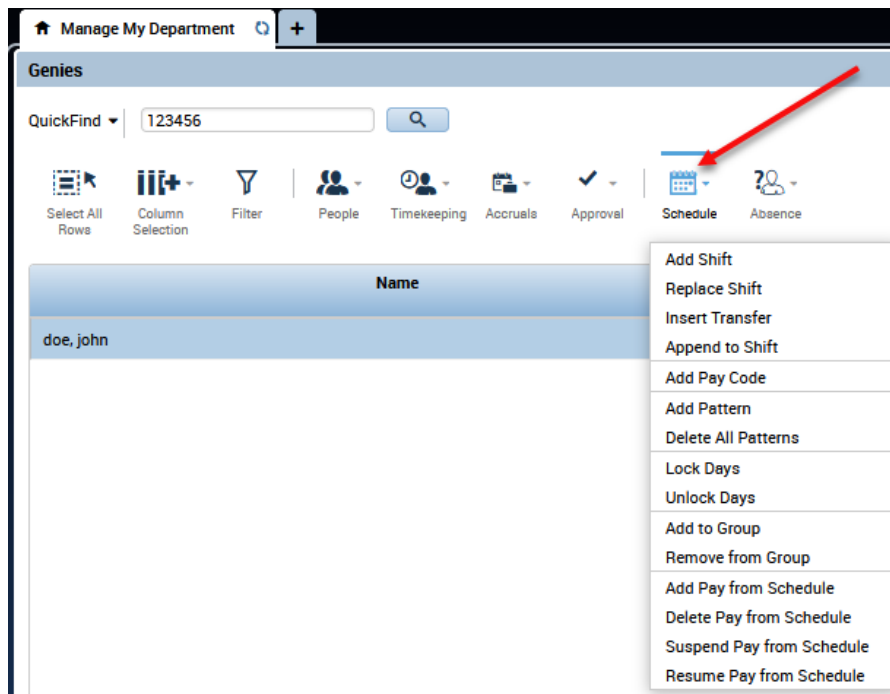 Manage My Department
+
Genies
QuickFind
123456
Select All
Rows
Column
Selection
Filter
People
Timekeeping
Accruals
Approval
Schedule
Absence
Name
doe, john
Add Shift
Replace Shift
Insert Transfer
Append to Shift
Add Pay Code
Add Pattern
Delete All Patterns
Lock Days
Unlock Days
Add to Group
Remove from Group
Add Pay from Schedule
Delete Pay from Schedule
Suspend Pay from Schedule
Resume Pay from Schedule